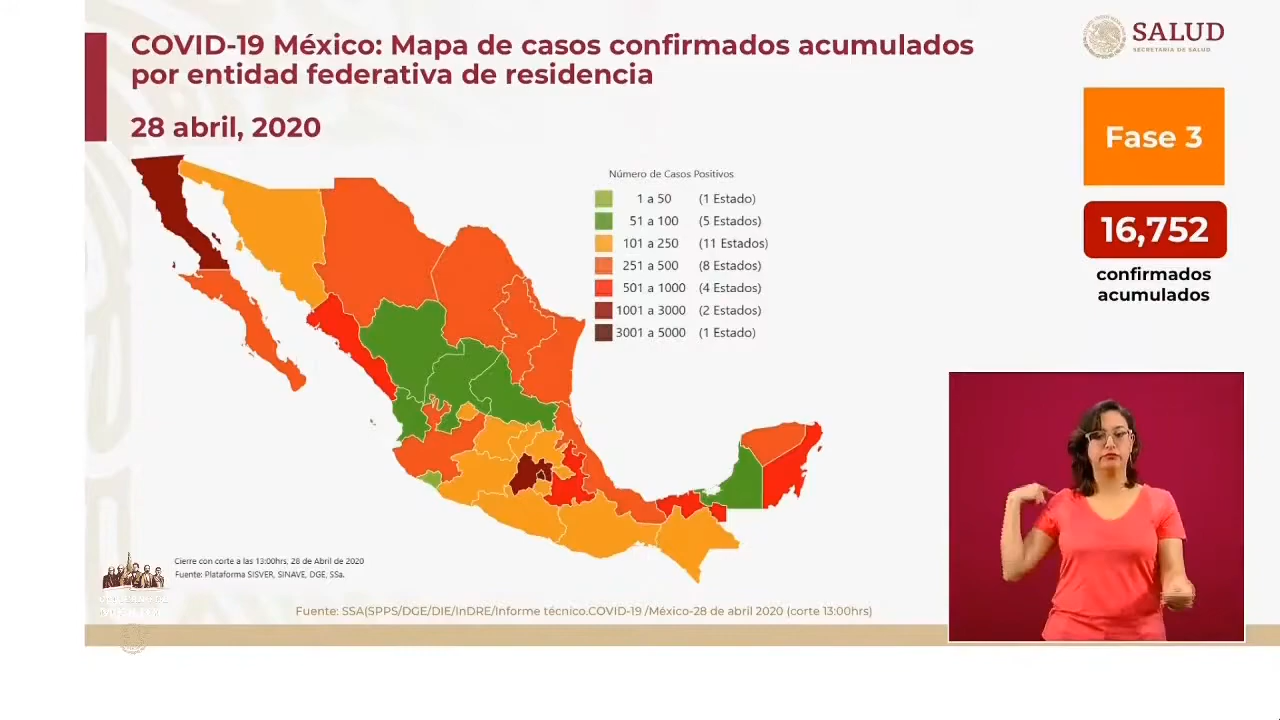 COVID-19 México: Mapa de casos confirmados acumulados
por entidad federativa de residencia
28 abril, 2020
SALUD
SECRETARÍA DE SALUD
Fase 3
16,752
confirmados
acumulados
Número de Casos Positivos
1 a 50 (1 Estado)
51 a 100 (5 Estados)
101 a 250 (11 Estados)
251 a 500 (8 Estados)
501 a 1000 (4 Estados)
1001 a 3000 (2 Estados)
3001 a 5000 (1 Estado)
Cierre con corte a las 13:00hrs, 28 de Abril de 2020
Fuente: Plataforma SISVER, SINAVE, DGE, SSa.
Fuente: SSA(SPPS/DGE/DIE/InDRE/Informe técnico.COVID-19 /México-28 de abril 2020 (corte 13:00hrs)